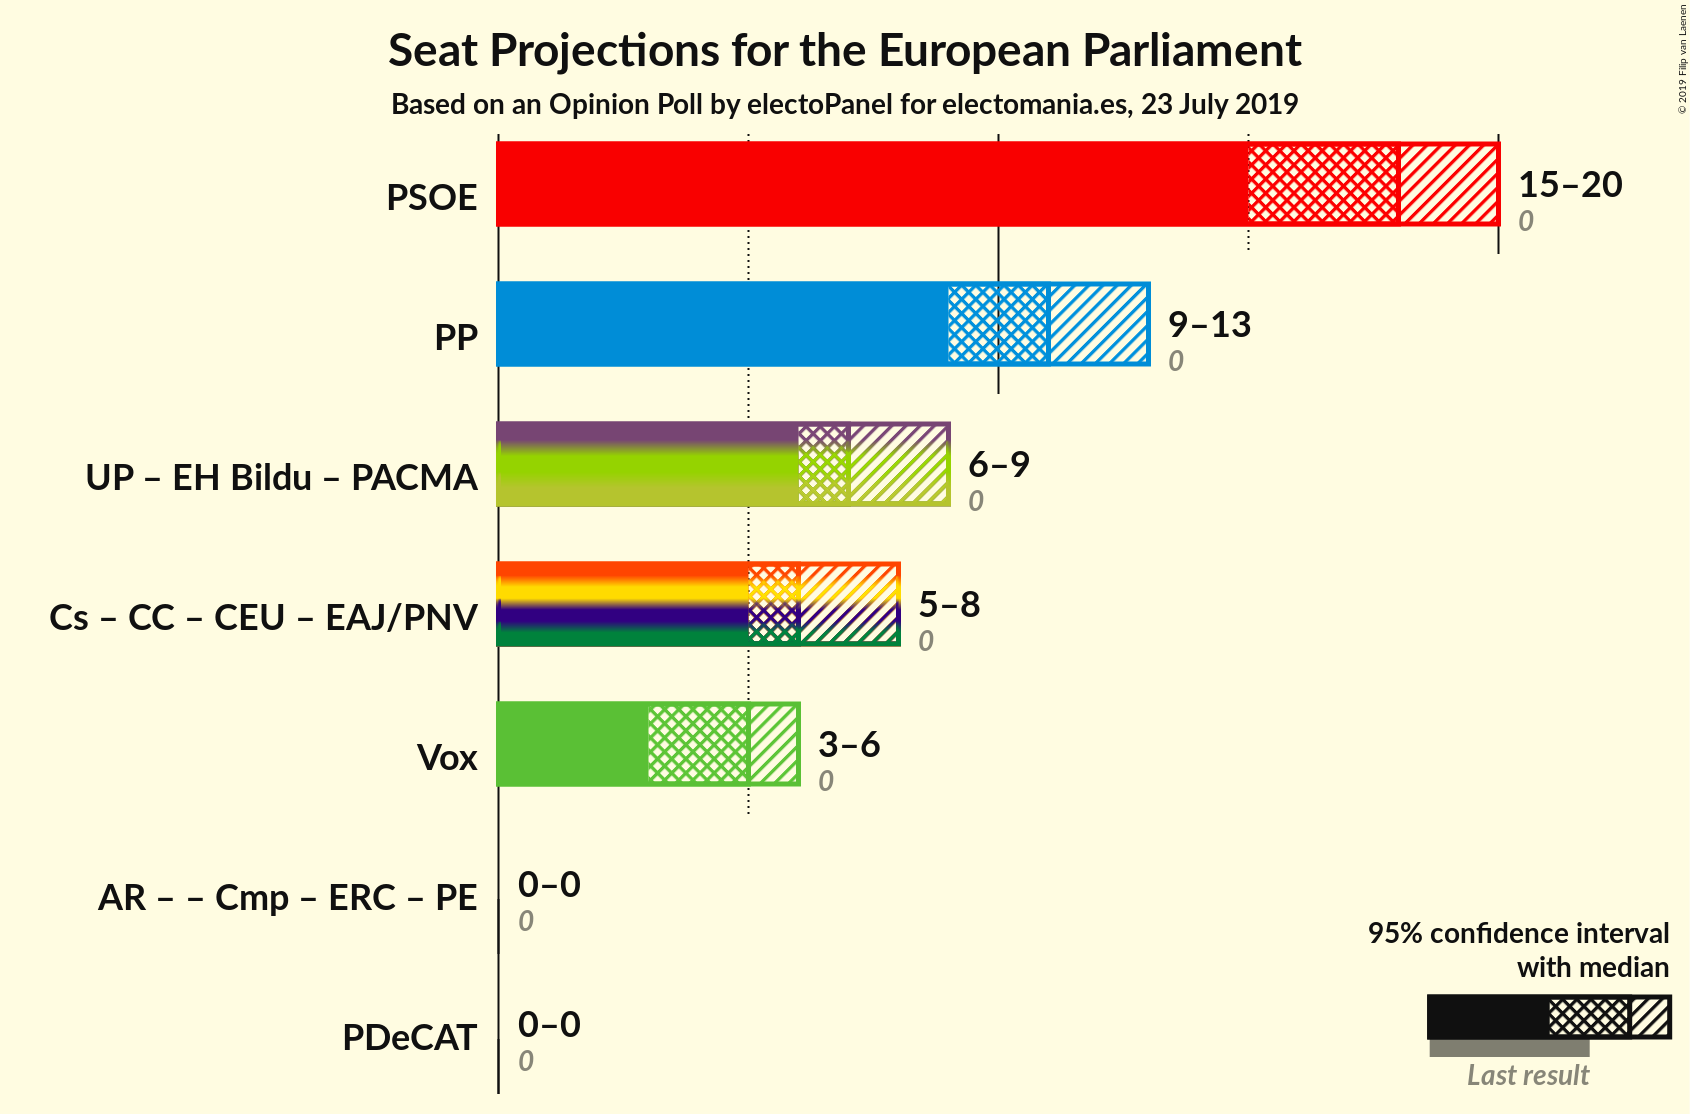 Seat Projections for the European Parliament
Based on an Opinion Poll by electoPanel for electomania.es, 23 July 2019
© 2019 Filip van Laenen
PSOE
15–20
0
PP
9–13
0
UP – EH Bildu – PACMA
6–9
0
Cs – CC – CEU – EAJ/PNV
5–8
0
Vox
3–6
0
AR – – Cmp – ERC – PE
0–0
0
PDeCAT
0–0
0
95% confidence interval
with median
Last result